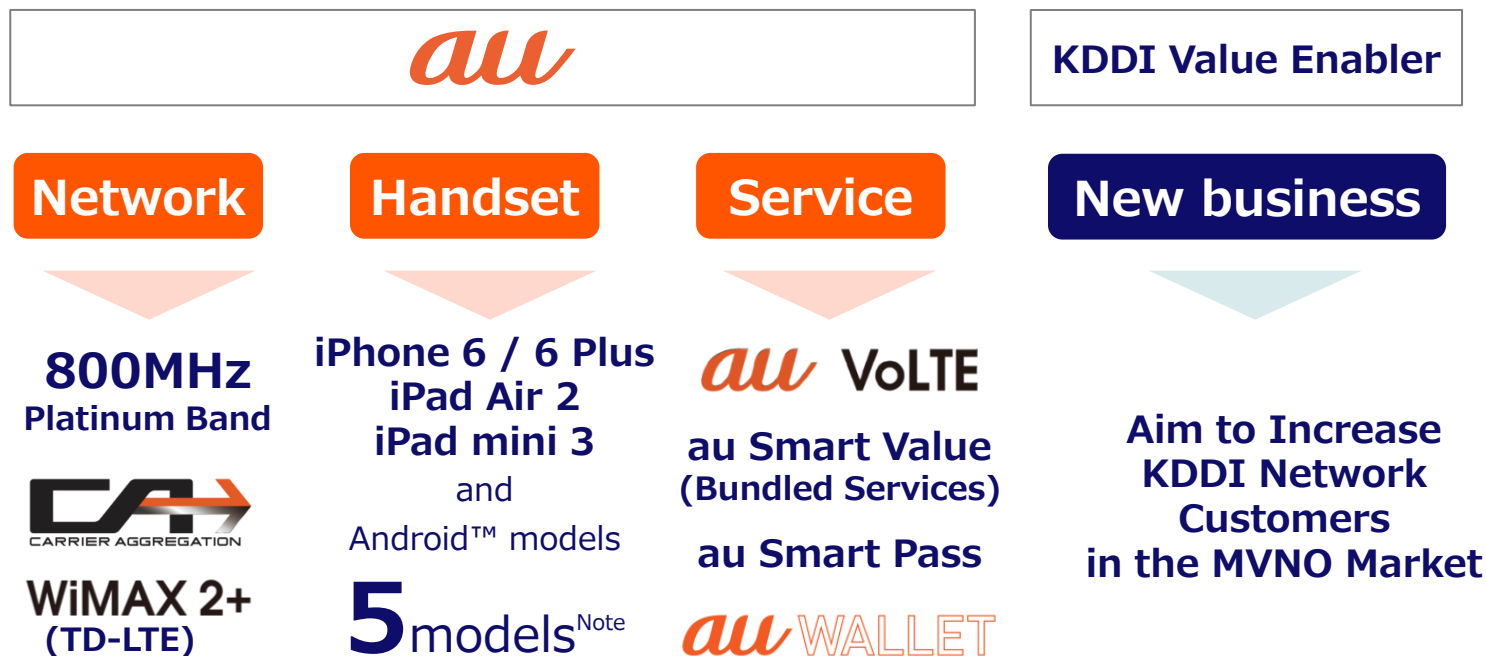 au
KDDI Value Enabler
Network
Handset
Service
New business
800MHz
Platinum Band
CA
CARRIER AGGREGATION
WiMAX 2+
(TD-LTE)
iPhone 6 / 6 Plus
iPad Air 2
iPad mini 3
and
Android™ models
5modelsNote
au VoLTE
au Smart Value
(Bundled Services)
au Smart Pass
au WALLET
Aim to Increase
KDDI Network
Customers
in the MVNO Market